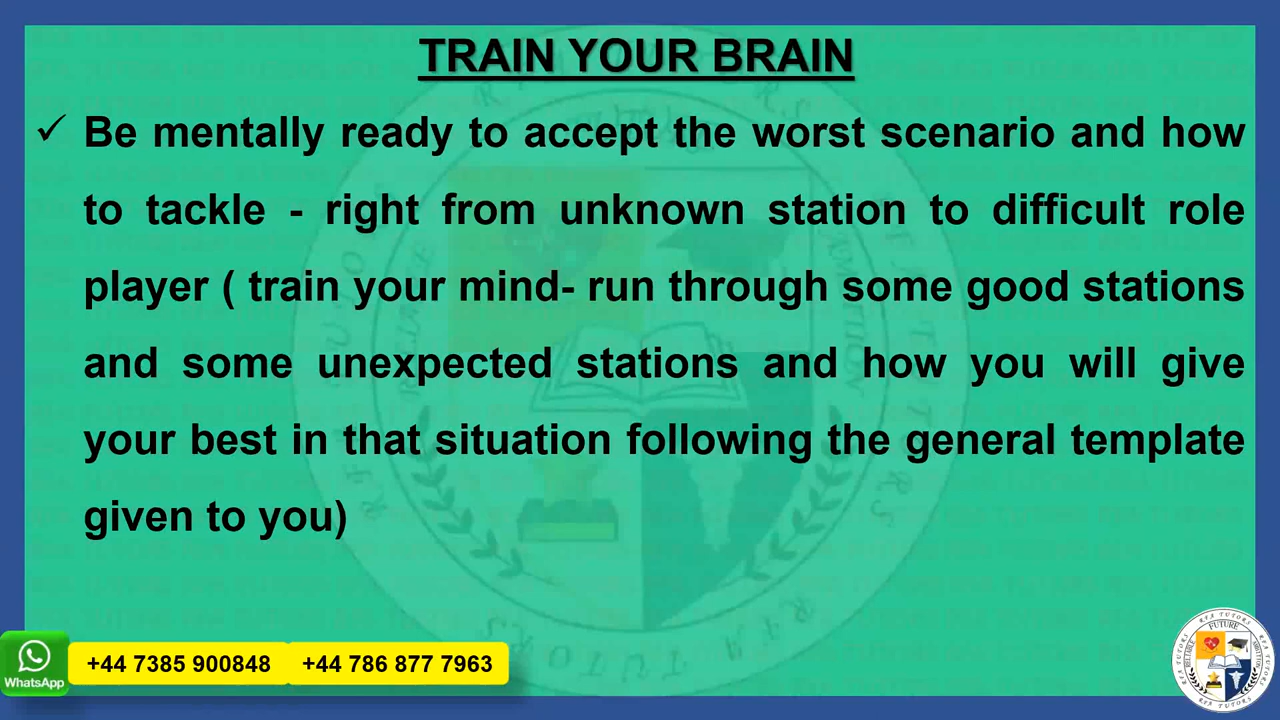 TRAIN YOUR BRAIN
✓ Be mentally ready to accept the worst scenario and how
to tackle - right from unknown station to difficult role
player ( train your mind- run through some good stations
and some unexpected stations and how you will give
your best in that situation following the general template
given to you)
WhatsApp
+44 7385 900848 +44 786 877 7963
RFA TUTORS
FUTURE